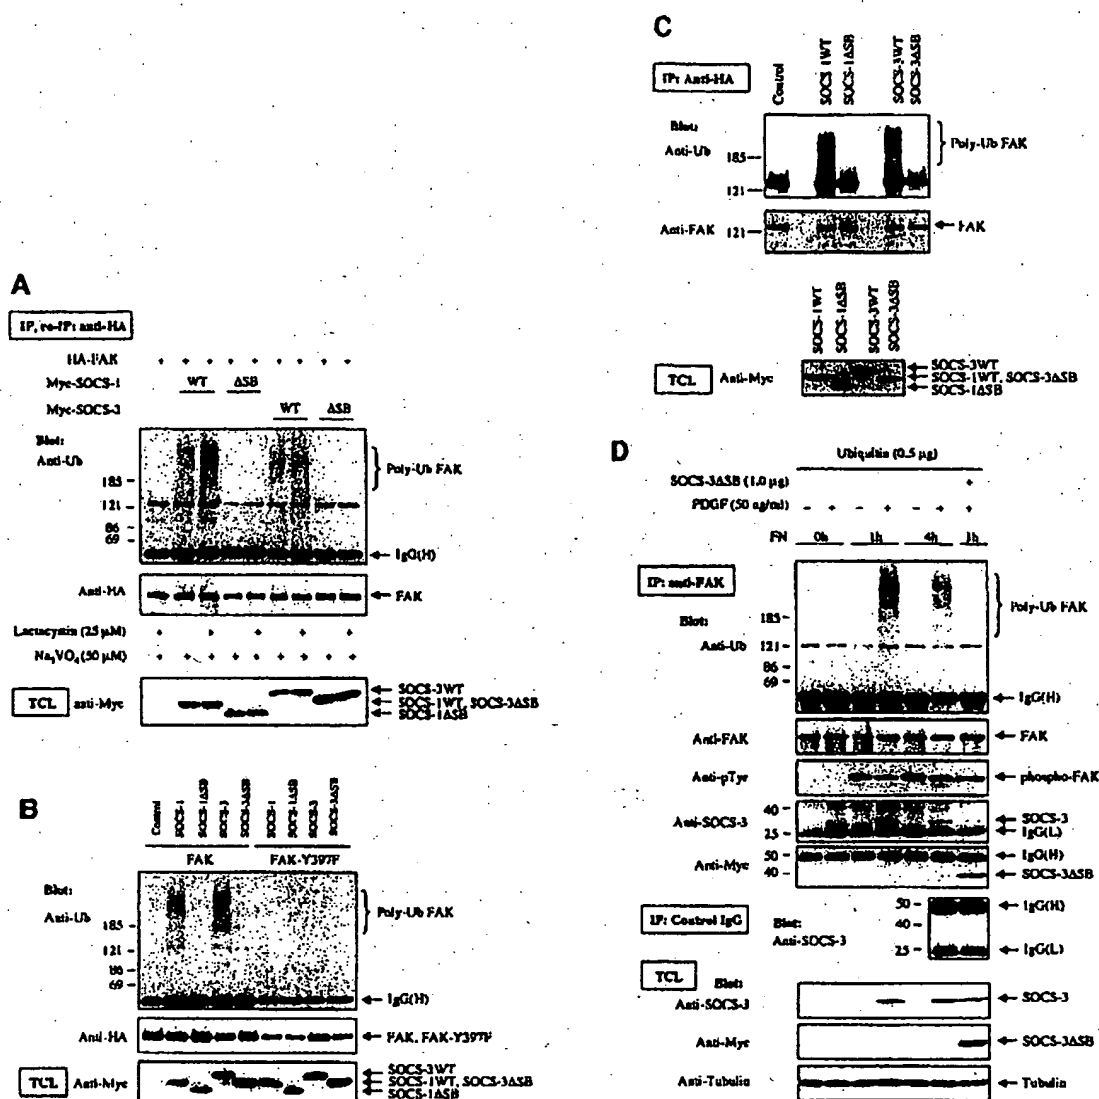 A
IP, re-IP: anti-HA
HA-FAK + + + + + + + + +
Myc-SOCS-1 WT ΔSB
Myc-SOCS-3 WT ΔSB
Blot:
Anti-Ub
Poly-Ub FAK
185
121
86
69
IgG(H)
Anti-HA FAK
Lactacystin (25 μM) + + + + +
Na3VO4 (50 μM) + + + + + + + +
TCL anti-Myc
SOCS-3WT
SOCS-1WT, SOCS-3ΔSB
SOCS-1ΔSB
B
Control SOCS-1 SOCS-1ΔSB SOCS-3 SOCS-3ΔSB SOCS-1 SOCS-1ΔSB SOCS-3 SOCS-3ΔSB
FAK FAK-Y397F
Blot:
Anti-Ub
Poly-Ub FAK
185
121
86
69
IgG(H)
Anti-HA FAK, FAK-Y397F
TCL Anti-Myc
SOCS-3WT
SOCS-1WT, SOCS-3ΔSB
SOCS-1ΔSB
C
IP: Anti-HA
Control SOCS-1WT SOCS-1ΔSB SOCS-3WT SOCS-3ΔSB
Blot:
Anti-Ub
Poly-Ub FAK
185
121
Anti-FAK 121 FAK
SOCS-1WT SOCS-1ΔSB SOCS-3WT SOCS-3ΔSB
TCL Anti-Myc
SOCS-3WT
SOCS-1WT, SOCS-3ΔSB
SOCS-1ΔSB
D
Ubiquitin (0.5 μg)
SOCS-3ΔSB (1.0 μg) +
PDGF (50 ng/ml) - + - + - + +
FN 0h 1h 4h 1h
IP: anti-FAK
Blot:
Anti-Ub
Poly-Ub FAK
185
121
86
69
IgG(H)
Anti-FAK FAK
Anti-pTyr phospho-FAK
Anti-SOCS-3
40
25
SOCS-3
IgG(L)
Anti-Myc
50
40
IgG(H)
SOCS-3ΔSB
IP: Control IgG
Blot:
Anti-SOCS-3
50
40
25
IgG(H)
IgG(L)
TCL
Blot:
Anti-SOCS-3 SOCS-3
Anti-Myc SOCS-3ΔSB
Anti-Tubulin Tubulin